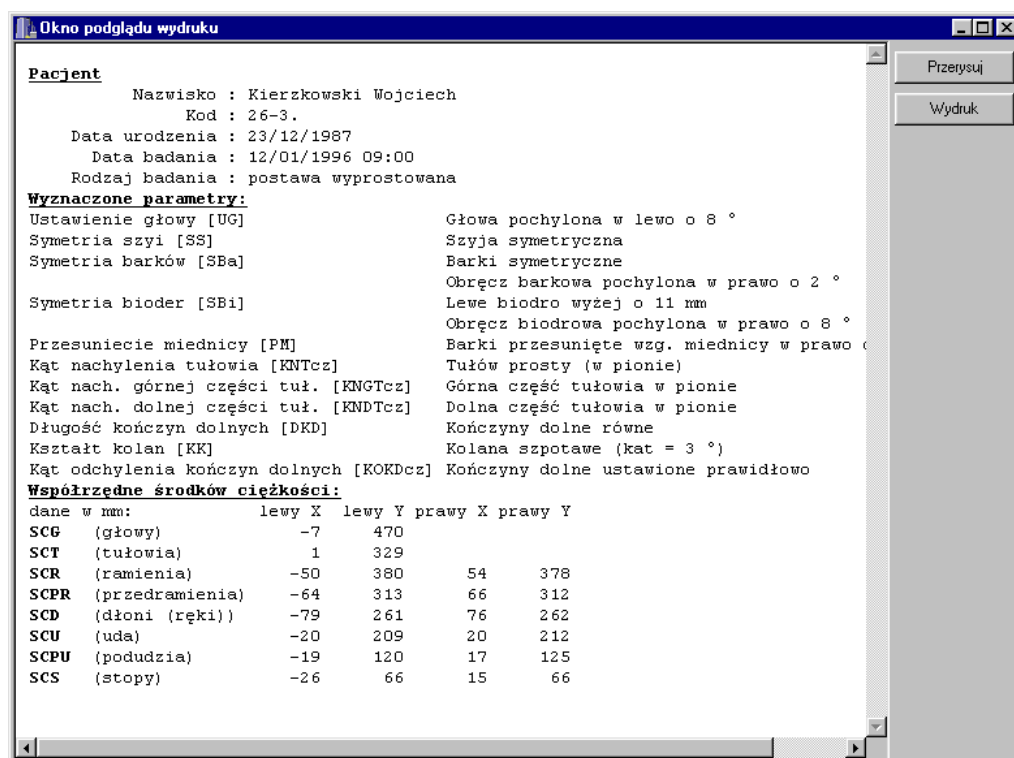 Okno podglądu wydruku
Przerysuj
Wydruk
Pacjent
Nazwisko : Kierzkowski Wojciech
Kod : 26-3.
Data urodzenia : 23/12/1987
Data badania : 12/01/1996 09:00
Rodzaj badania : postawa wyprostowana
Wyznaczone parametry:
Ustawienie głowy [UG] Głowa pochylona w lewo o 8 °
Symetria szyi [SS] Szyja symetryczna
Symetria barków [SBa] Barki symetryczne
Obręcz barkowa pochylona w prawo o 2 °
Symetria bioder [SBi] Lewe biodro wyżej o 11 mm
Obręcz biodrowa pochylona w prawo o 8 °
Przesuniecie miednicy [PM] Barki przesunięte wzg. miednicy w prawo
Kąt nachylenia tułowia [KNTcz] Tułów prosty (w pionie)
Kąt nach. górnej części tuł. [KNGTcz] Górna część tułowia w pionie
Kąt nach. dolnej części tuł. [KNDTcz] Dolna część tułowia w pionie
Długość kończyn dolnych [DKD] Kończyny dolne równe
Kształt kolan [KK] Kolana szpotawe (kat = 3 °)
Kąt odchylenia kończyn dolnych [KOKDcz] Kończyny dolne ustawione prawidłowo
Współrzędne środków ciężkości:
dane w mm: lewy X lewy Y prawy X prawy Y
SCG (głowy) -7 470
SCT (tułowia) 1 329
SCR (ramienia) -50 380 54 378
SCPR (przedramienia) -64 313 66 312
SCD (dłoni (ręki)) -79 261 76 262
SCU (uda) -20 209 20 212
SCPU (podudzia) -19 120 17 125
SCS (stopy) -26 66 15 66